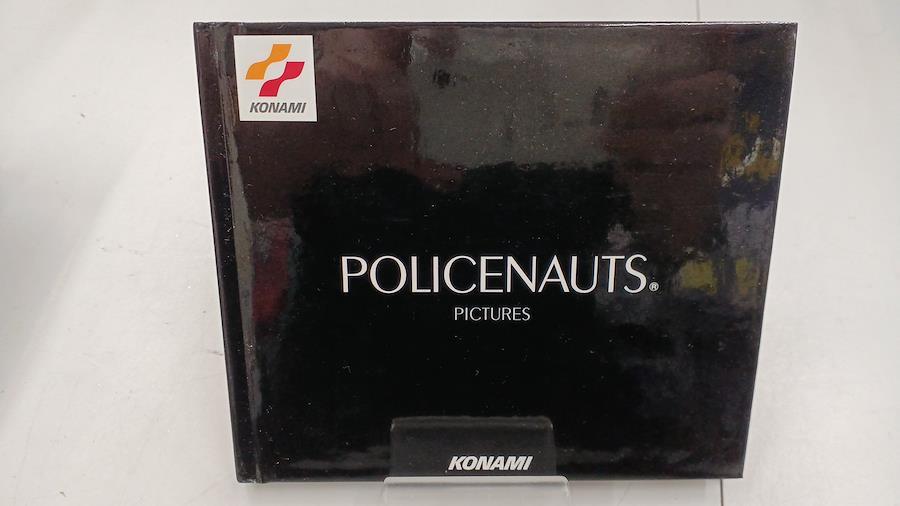 KONAMI
POLICENAUTS®
PICTURES
KONAMI